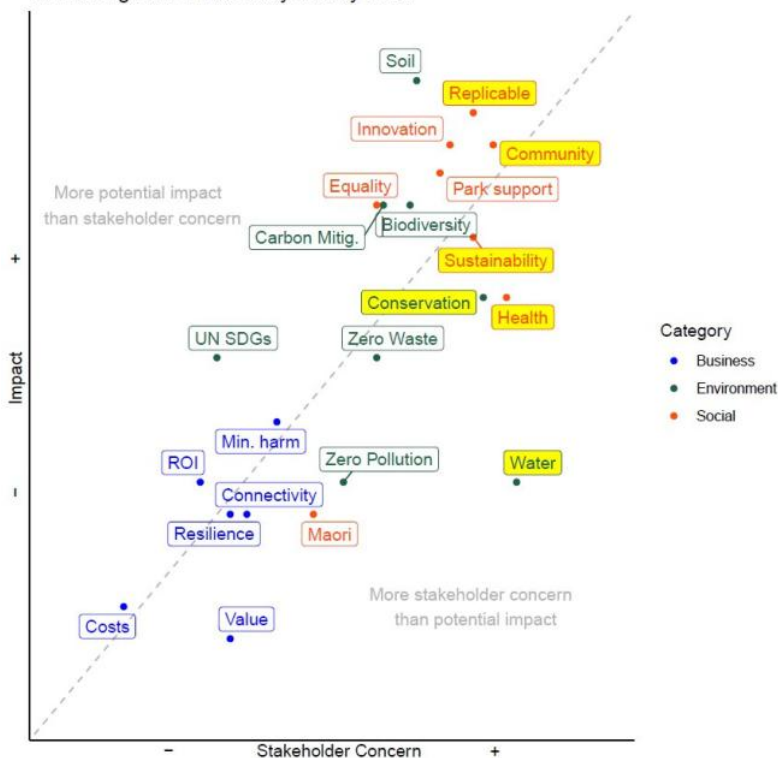 Soil
Replicable
Innovation
Community
More potential impact
than stakeholder concern
Equality
Park support
Biodiversity
Carbon Mitig.
Sustainability
+
Conservation
Health
UN SDGs
Zero Waste
Category
Business
Environment
Social
Impact
Min. harm
ROI
Zero Pollution
Water
–
Connectivity
Resilience
Maori
More stakeholder concern
than potential impact
Costs
Value
– Stakeholder Concern +